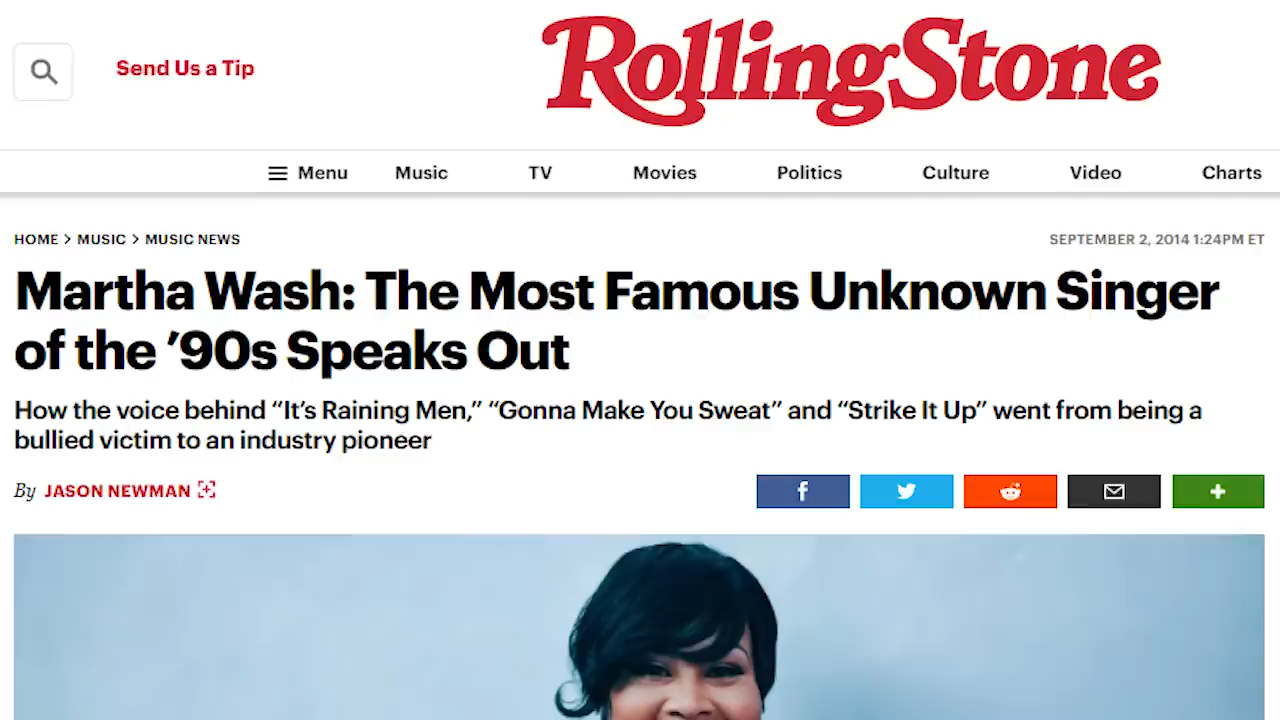 Send Us a Tip
RollingStone
Menu Music TV Movies Politics Culture Video Charts
HOME > MUSIC > MUSIC NEWS
SEPTEMBER 2, 2014 1:24PM ET
Martha Wash: The Most Famous Unknown Singer
of the ’90s Speaks Out
How the voice behind “It’s Raining Men,” “Gonna Make You Sweat” and “Strike It Up” went from being a
bullied victim to an industry pioneer
By JASON NEWMAN